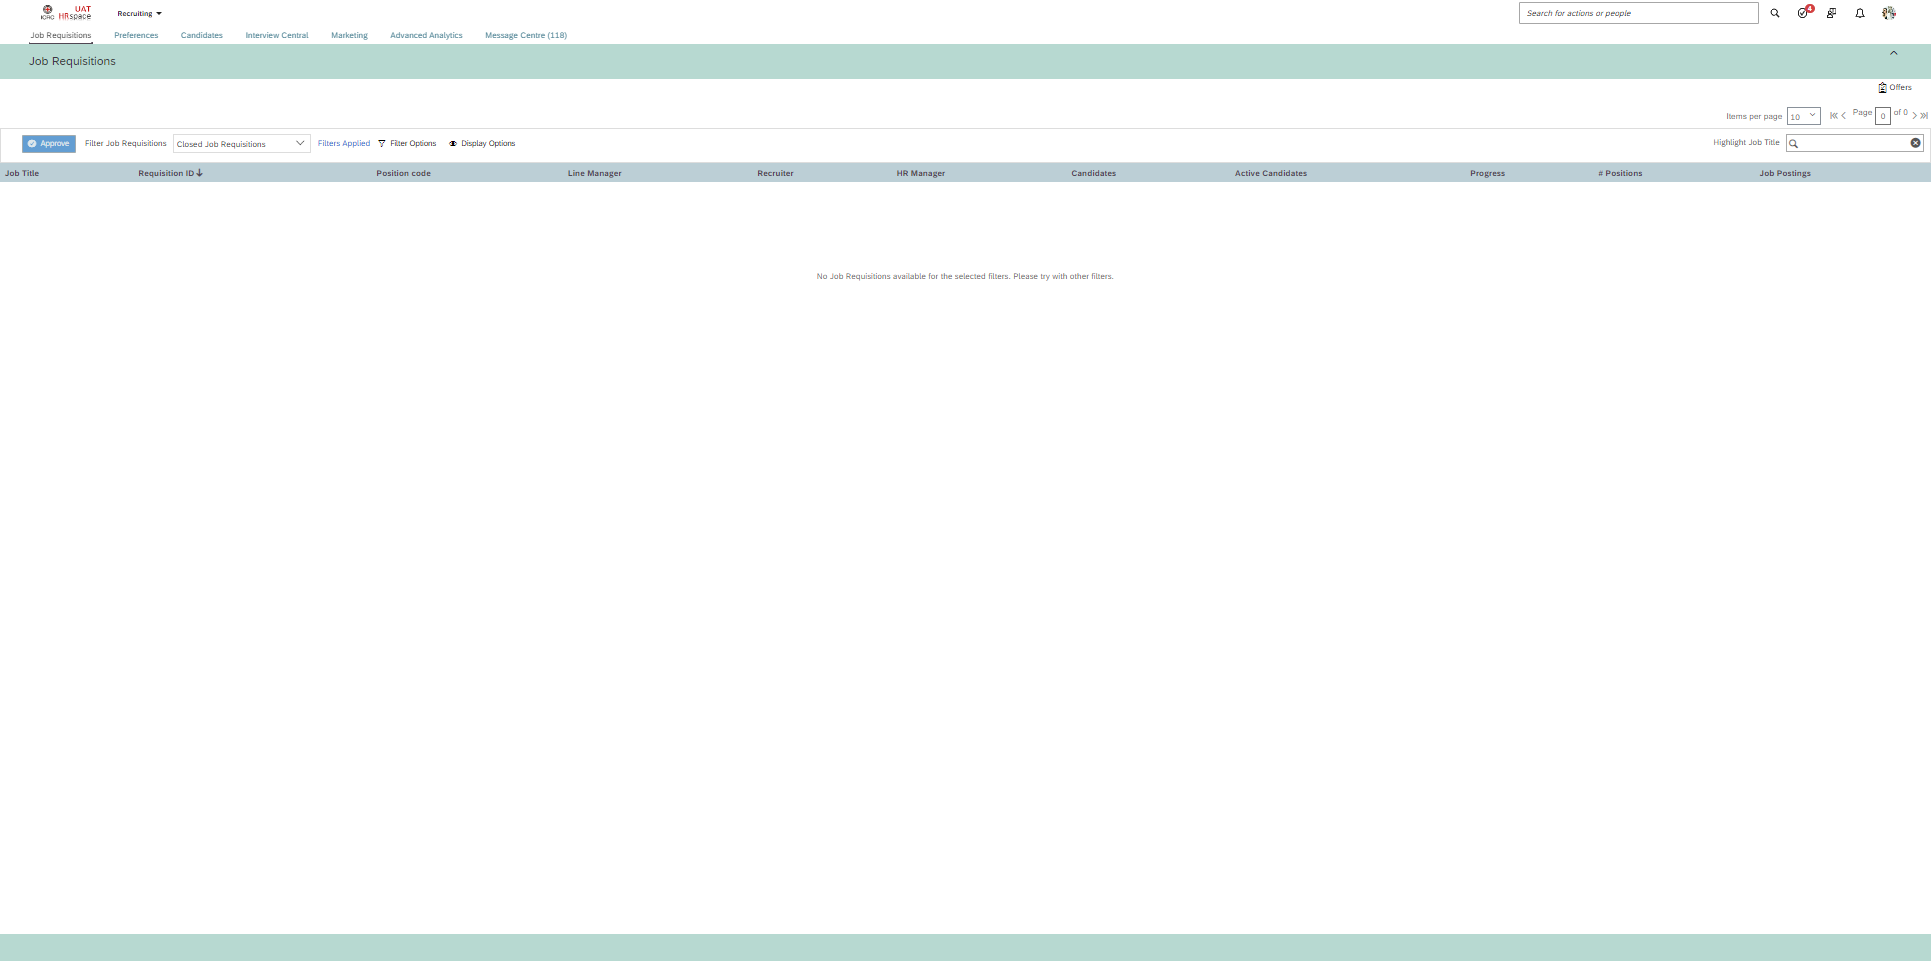 ICRC UAT HRspace Recruiting Search for actions or people 4
Job Requisitions Preferences Candidates Interview Central Marketing Advanced Analytics Message Centre (118)
Job Requisitions
Offers
Items per page 10 Page 0 of 0
Approve Filter Job Requisitions Closed Job Requisitions Filters Applied Filter Options Display Options Highlight Job Title
Job Title Requisition ID Position code Line Manager Recruiter HR Manager Candidates Active Candidates Progress # Positions Job Postings
No Job Requisitions available for the selected filters. Please try with other filters.